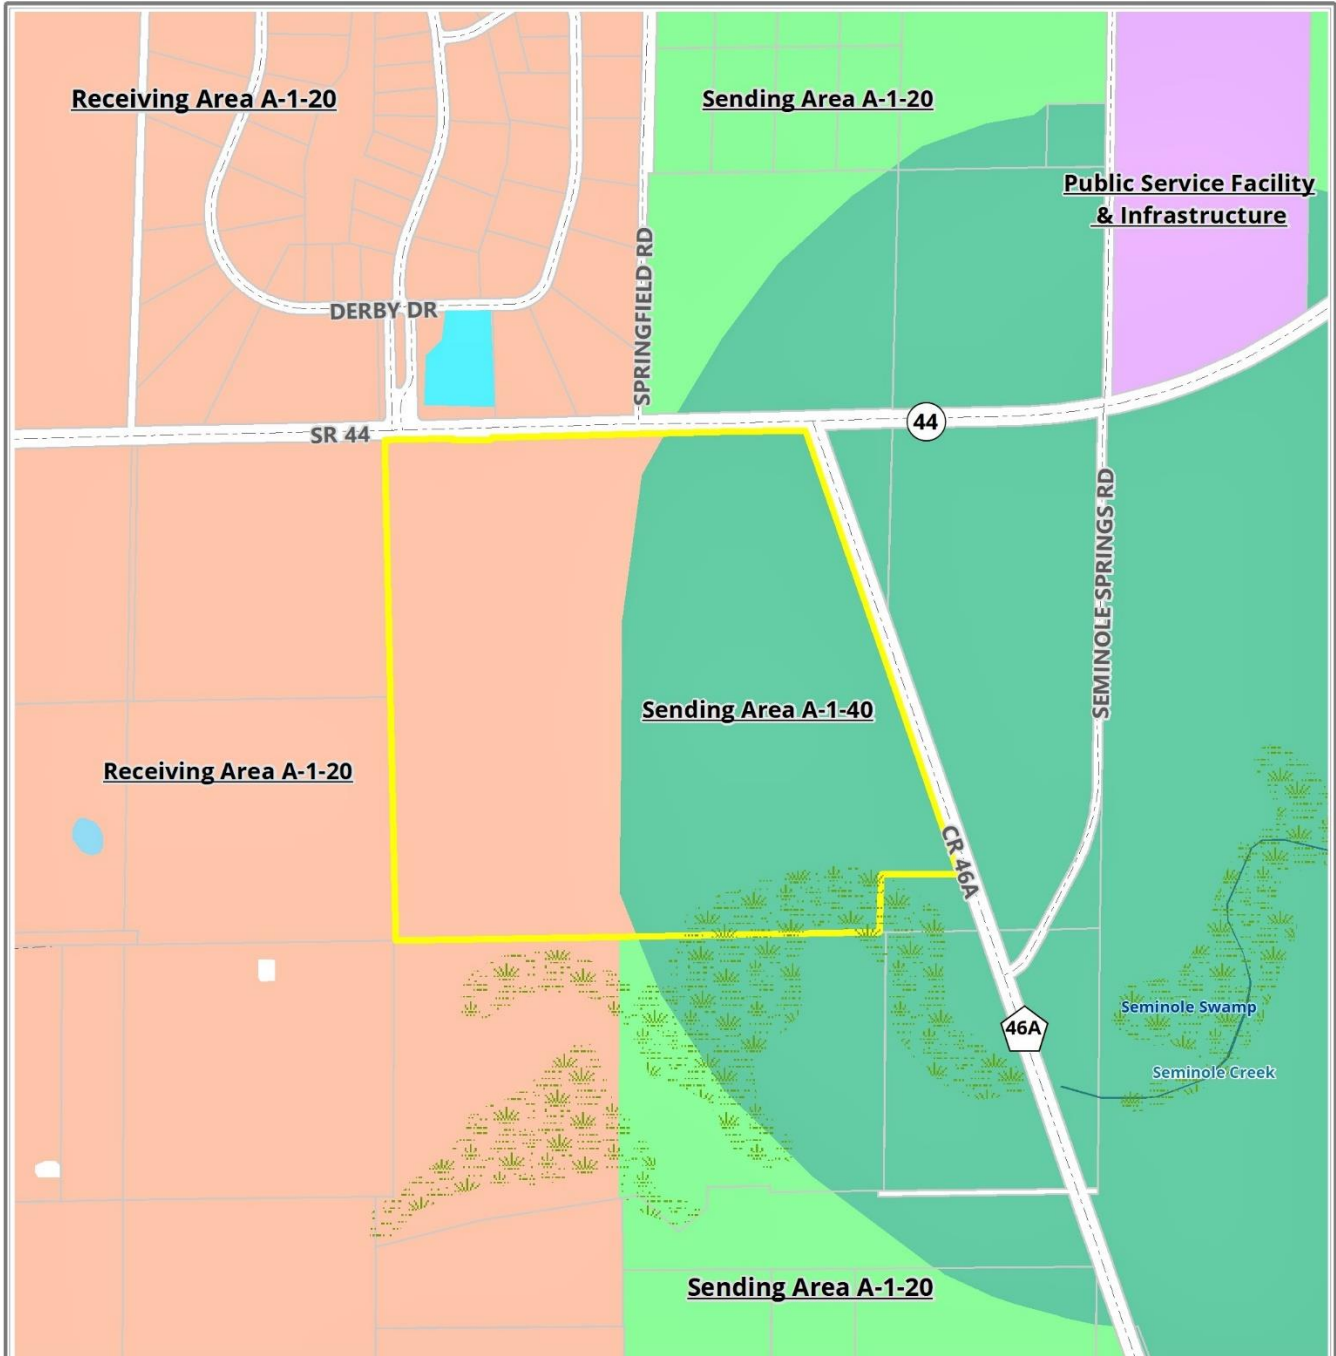 Receiving Area A-1-20
Sending Area A-1-20
Public Service Facility
& Infrastructure
SPRINGFIELD RD
DERBY DR
44
SR 44
SEMINOLE SPRINGS RD
Sending Area A-1-40
Receiving Area A-1-20
CR 46A
Seminole Swamp
46A
Seminole Creek
Sending Area A-1-20